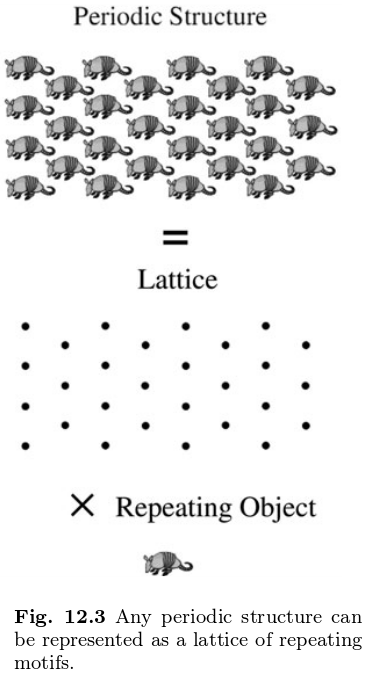 Periodic Structure
=
Lattice
× Repeating Object
Fig. 12.3 Any periodic structure can
be represented as a lattice of repeating
motifs.